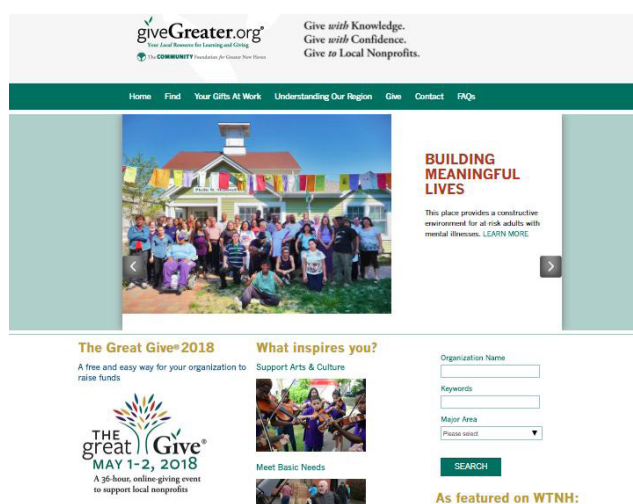 giveGreater.org®
Your Local Resource for Learning and Giving
The COMMUNITY Foundation for Greater New Haven
Give with Knowledge.
Give with Confidence.
Give to Local Nonprofits.
Home Find Your Gifts At Work Understanding Our Region Give Contact FAQs
BUILDING
MEANINGFUL
LIVES
This place provides a constructive
environment for at-risk adults with
mental illnesses. LEARN MORE
The Great Give® 2018
A free and easy way for your organization to
raise funds
THE
great Give®
MAY 1-2, 2018
A 36-hour, online-giving event
to support local nonprofits
What inspires you?
Support Arts & Culture
Meet Basic Needs
Organization Name
Keywords
Major Area
Please select
SEARCH
As featured on WTNH: